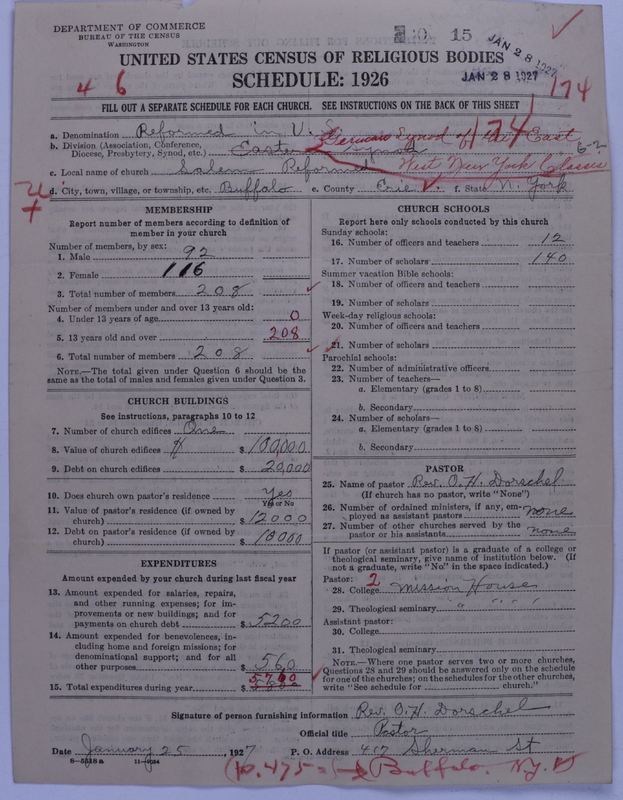 DEPARTMENT OF COMMERCE
BUREAU OF THE CENSUS
WASHINGTON
15
JAN 28 1927
JAN 28 1927
UNITED STATES CENSUS OF RELIGIOUS BODIES
SCHEDULE: 1926
4 6
174
FILL OUT A SEPARATE SCHEDULE FOR EACH CHURCH. SEE INSTRUCTIONS ON THE BACK OF THIS SHEET
174
a. Denomination Reformed in U. S.
German Synod of the East
b. Division (Association, Conference, Diocese, Presbytery, Synod, etc.) Eastern Synod
West New York Classis
c. Local name of church Salem Reformed
d. City, town, village, or township, etc. Buffalo e. County Erie f. State N. York
MEMBERSHIP
Report number of members according to definition of
member in your church
Number of members, by sex:
1. Male 92
2. Female 116
3. Total number of members 208
Number of members under and over 13 years old:
4. Under 13 years of age 0
5. 13 years old and over 208
6. Total number of members 208
NOTE.—The total given under Question 6 should be
same as the total of males and females given under Question 3.
CHURCH BUILDINGS
See instructions, paragraphs 10 to 12
7. Number of church edifices One
8. Value of church edifices $ 100,000
9. Debt on church edifices $ 20,000
10. Does church own pastor's residence Yes
Yes or No
11. Value of pastor's residence (if owned by
church) $ 12000
12. Debt on pastor's residence (if owned by
church) $ 10000
EXPENDITURES
Amount expended by your church during last fiscal year
13. Amount expended for salaries, repairs,
and other running expenses; for im-
provements or new buildings; and for
payments on church debt $ 5200
14. Amount expended for benevolences, in-
cluding home and foreign missions; for
denominational support; and for all
other purposes $ 560
5760
15. Total expenditures during year $
CHURCH SCHOOLS
Report here only schools conducted by this church
Sunday schools:
16. Number of officers and teachers 12
17. Number of scholars 140
Summer vacation Bible schools:
18. Number of officers and teachers
19. Number of scholars
Week-day religious schools:
20. Number of officers and teachers
21. Number of scholars
Parochial schools:
22. Number of administrative officers
23. Number of teachers—
a. Elementary (grades 1 to 8)
b. Secondary
24. Number of scholars—
a. Elementary (grades 1 to 8)
b. Secondary
PASTOR
25. Name of pastor Rev. O. H. Dorschel
(If church has no pastor, write "None")
26. Number of ordained ministers, if any, em-
ployed as assistant pastors none
27. Number of other churches served by the
pastor or his assistants none
If pastor (or assistant pastor) is a graduate of a college or
theological seminary, give name of institution below. (If
not a graduate, write "No" in the space indicated.)
Pastor: 2
28. College Mission House
29. Theological seminary " " " "
Assistant pastor:
30. College
31. Theological seminary
NOTE.—Where one pastor serves two or more churches,
Questions 28 and 29 should be answered only on the schedule
for one of the churches; on the schedules for the other churches,
write "See schedule for church."
Signature of person furnishing information Rev. O. H. Dorschel
Official title Pastor
Date January 25, 1927 P. O. Address 417 Sherman St
8—5518a 11—9984
Buffalo, N.Y.